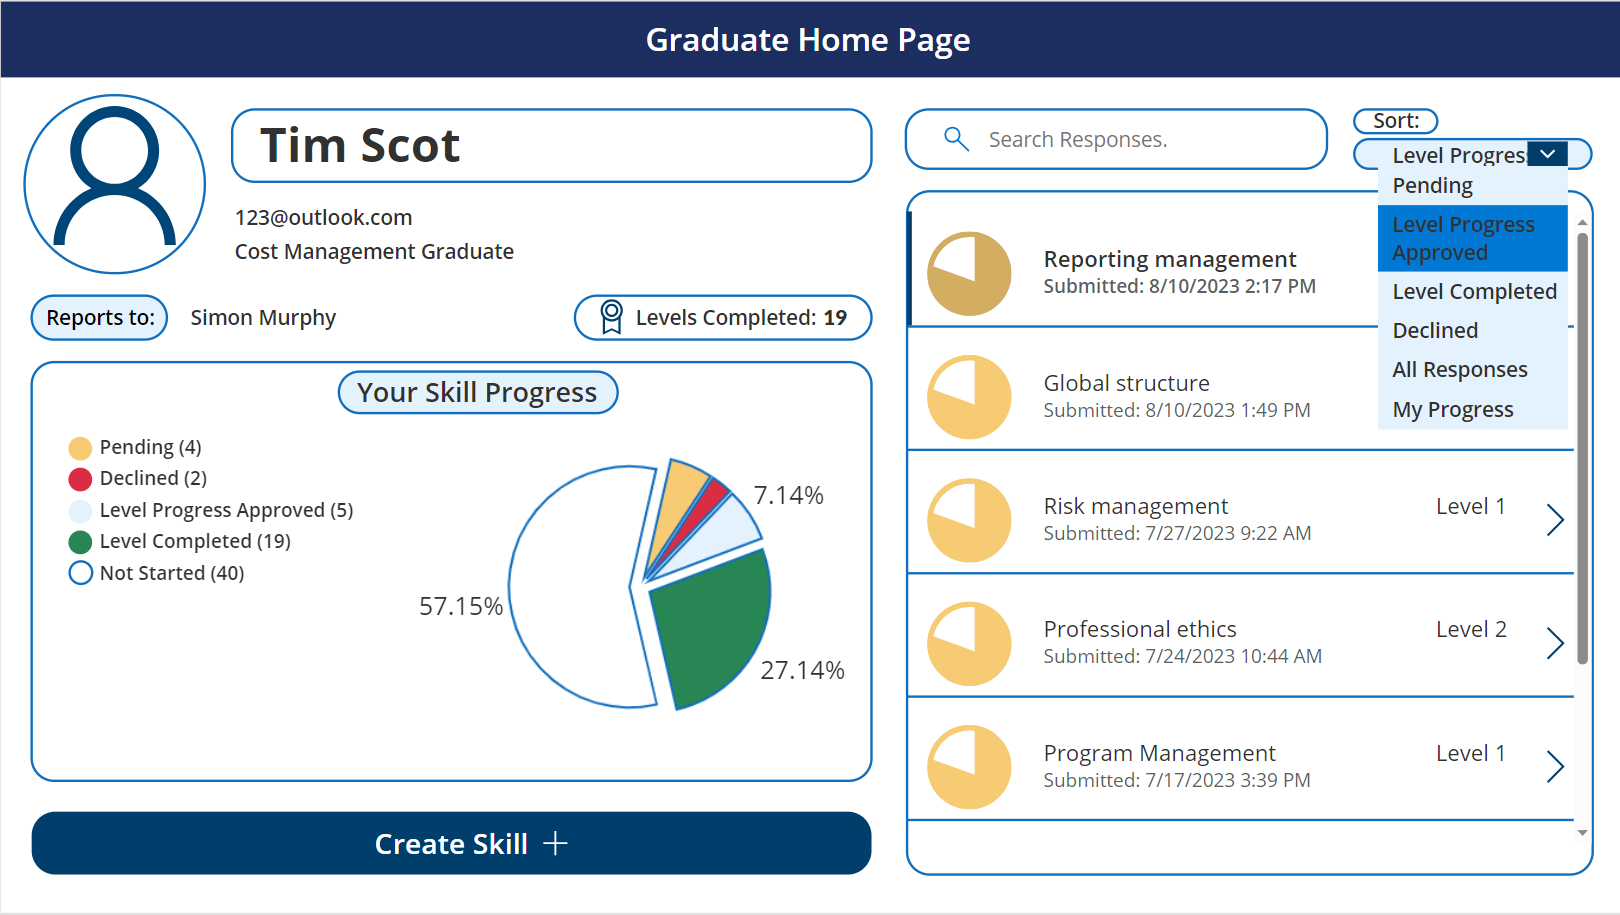 Graduate Home Page
Tim Scot
123@outlook.com
Cost Management Graduate
Reports to:
Simon Murphy
Levels Completed: 19
Your Skill Progress
Pending (4)
Declined (2)
Level Progress Approved (5)
Level Completed (19)
Not Started (40)
7.14%
57.15%
27.14%
Create Skill
Search Responses.
Sort:
Level Progress
Pending
Level Progress
Approved
Level Completed
Declined
All Responses
My Progress
Reporting management
Submitted: 8/10/2023 2:17 PM
Global structure
Submitted: 8/10/2023 1:49 PM
Risk management
Submitted: 7/27/2023 9:22 AM
Level 1
Professional ethics
Submitted: 7/24/2023 10:44 AM
Level 2
Program Management
Submitted: 7/17/2023 3:39 PM
Level 1